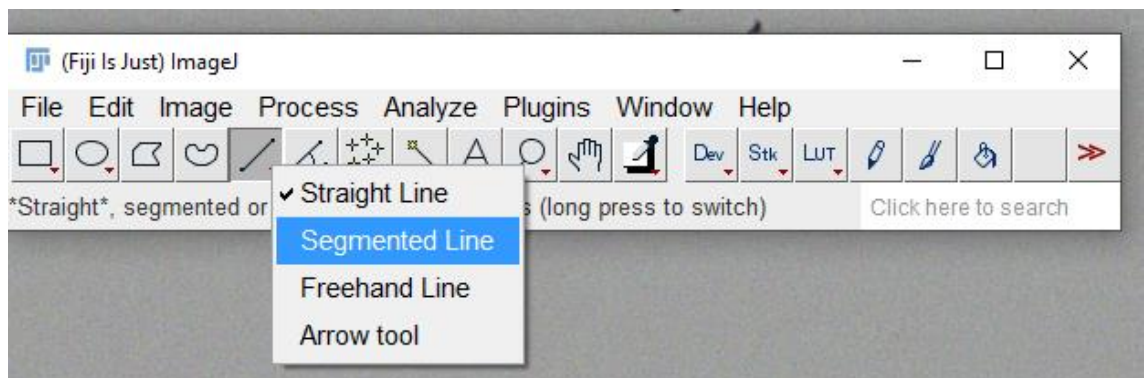 (Fiji Is Just) ImageJ
File Edit Image Process Analyze Plugins Window Help
A Dev Stk LUT >>
*Straight*, segmented or s (long press to switch) Click here to search
Straight Line
Segmented Line
Freehand Line
Arrow tool